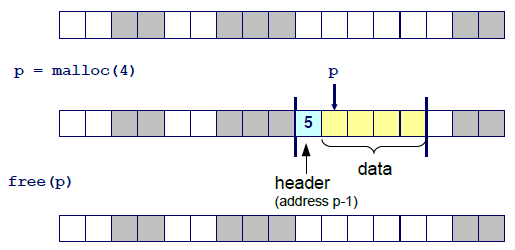 p = malloc(4)
p
5
data
header
(address p-1)
free(p)